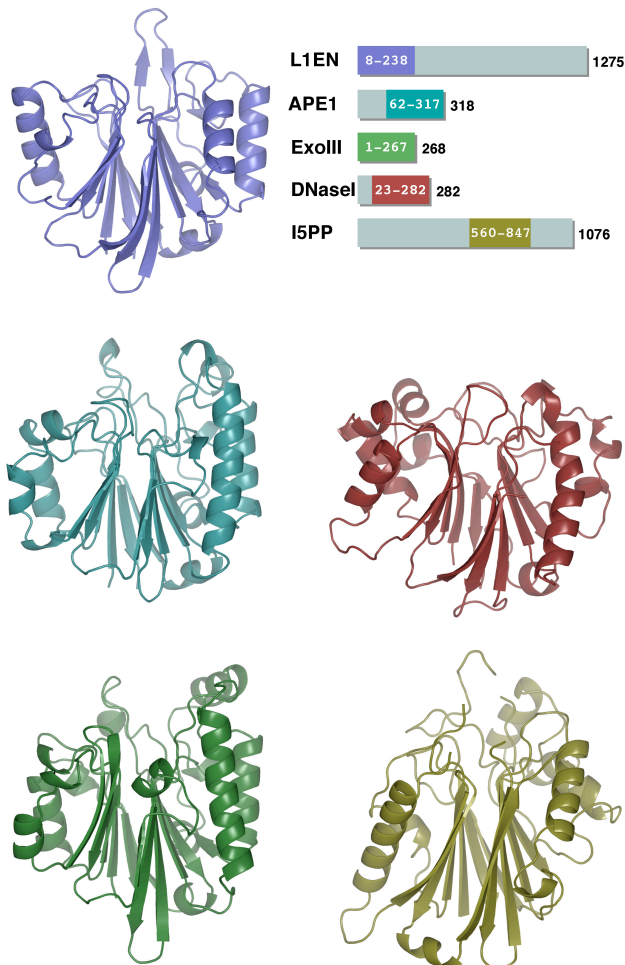 L1EN 8–238 1275
APE1 62–317 318
ExoIII 1–267 268
DNaseI 23–282 282
I5PP 560–847 1076